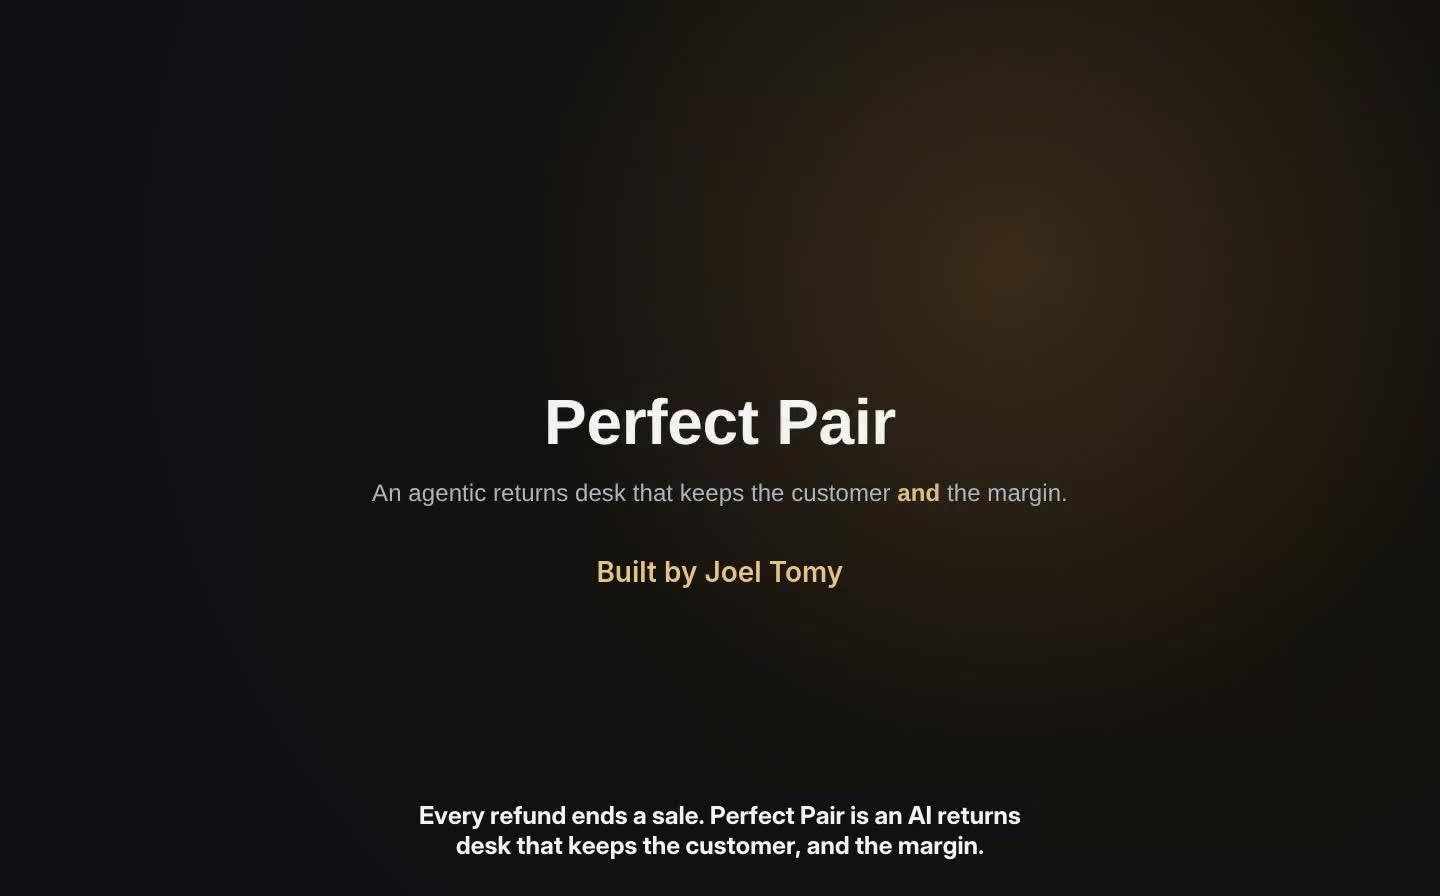 Perfect Pair
An agentic returns desk that keeps the customer and the margin.
Built by Joel Tomy
Every refund ends a sale. Perfect Pair is an AI returns
desk that keeps the customer, and the margin.